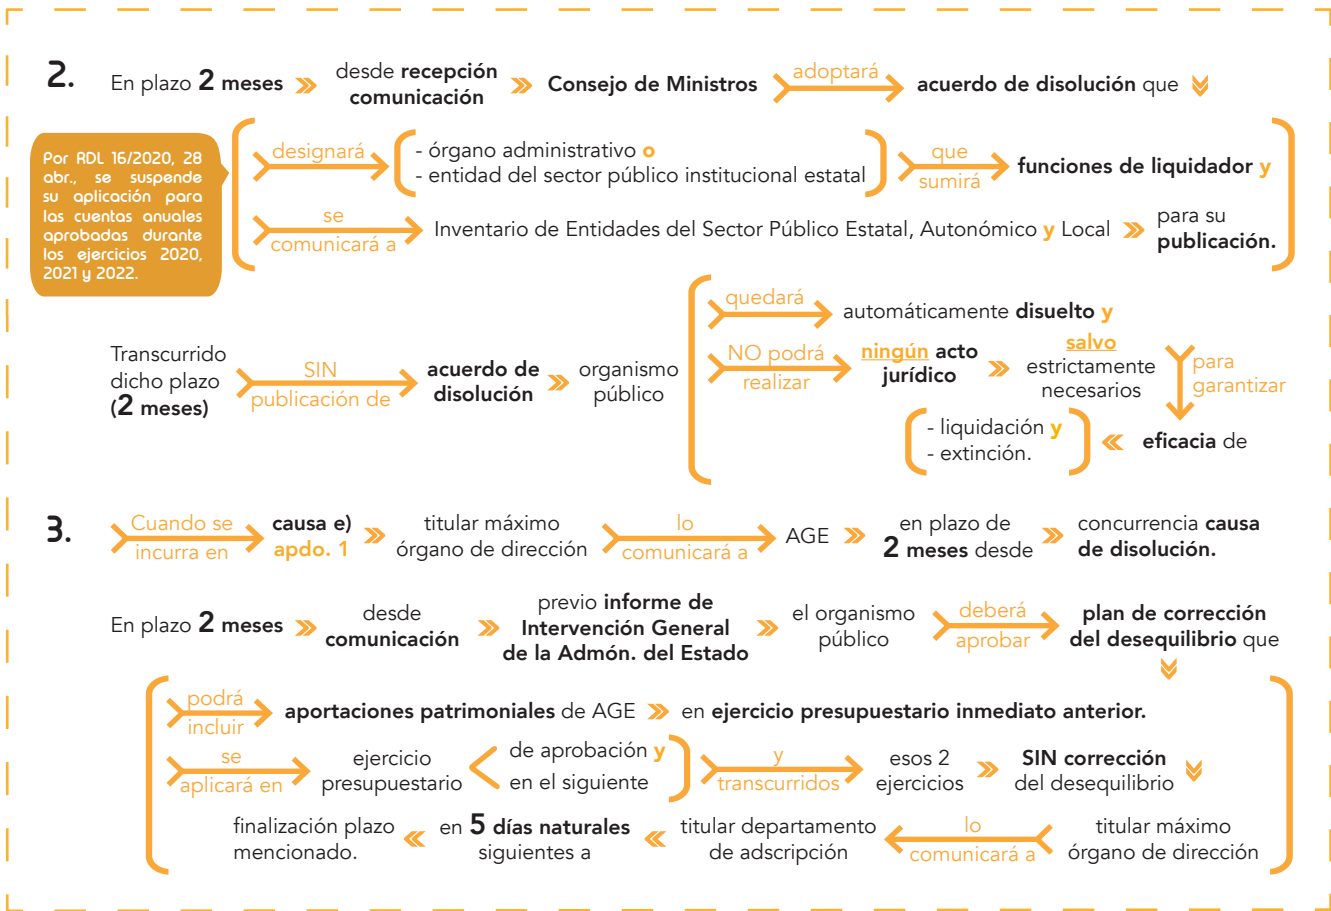 2. En plazo 2 meses » desde recepción comunicación » Consejo de Ministros adoptará acuerdo de disolución que
Por RDL 16/2020, 28
abr., se suspende
su aplicación para
las cuentas anuales
aprobadas durante
los ejercicios 2020,
2021 y 2022.
designará
- órgano administrativo o
- entidad del sector público institucional estatal
que
sumirá
funciones de liquidador y
se
comunicará a
Inventario de Entidades del Sector Público Estatal, Autonómico y Local »
para su
publicación.
Transcurrido
dicho plazo
(2 meses)
SIN
publicación de
acuerdo de
disolución »
organismo
público
quedará
automáticamente disuelto y
NO podrá
realizar
ningún acto
jurídico »
salvo
estrictamente
necesarios
para
garantizar
eficacia de «
- liquidación y
- extinción.
3. Cuando se
incurra en
causa e)
apdo. 1 »
titular máximo
órgano de dirección
lo
comunicará a
AGE »
en plazo de
2 meses desde »
concurrencia causa
de disolución.
En plazo 2 meses »
desde
comunicación »
previo informe de
Intervención General
de la Admón. del Estado »
el organismo
público
deberá
aprobar
plan de corrección
del desequilibrio que
podrá
incluir
aportaciones patrimoniales de AGE » en ejercicio presupuestario inmediato anterior.
se
aplicará en
ejercicio
presupuestario
de aprobación y
en el siguiente
y
transcurridos
esos 2
ejercicios »
SIN corrección
del desequilibrio
titular máximo
órgano de dirección
lo
comunicará a
titular departamento
de adscripción «
en 5 días naturales
siguientes a «
finalización plazo
mencionado.